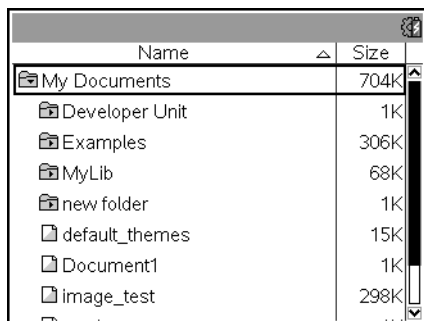 Name Size
My Documents 704K
Developer Unit 1K
Examples 306K
MyLib 68K
new folder 1K
default_themes 15K
Document1 1K
image_test 298K